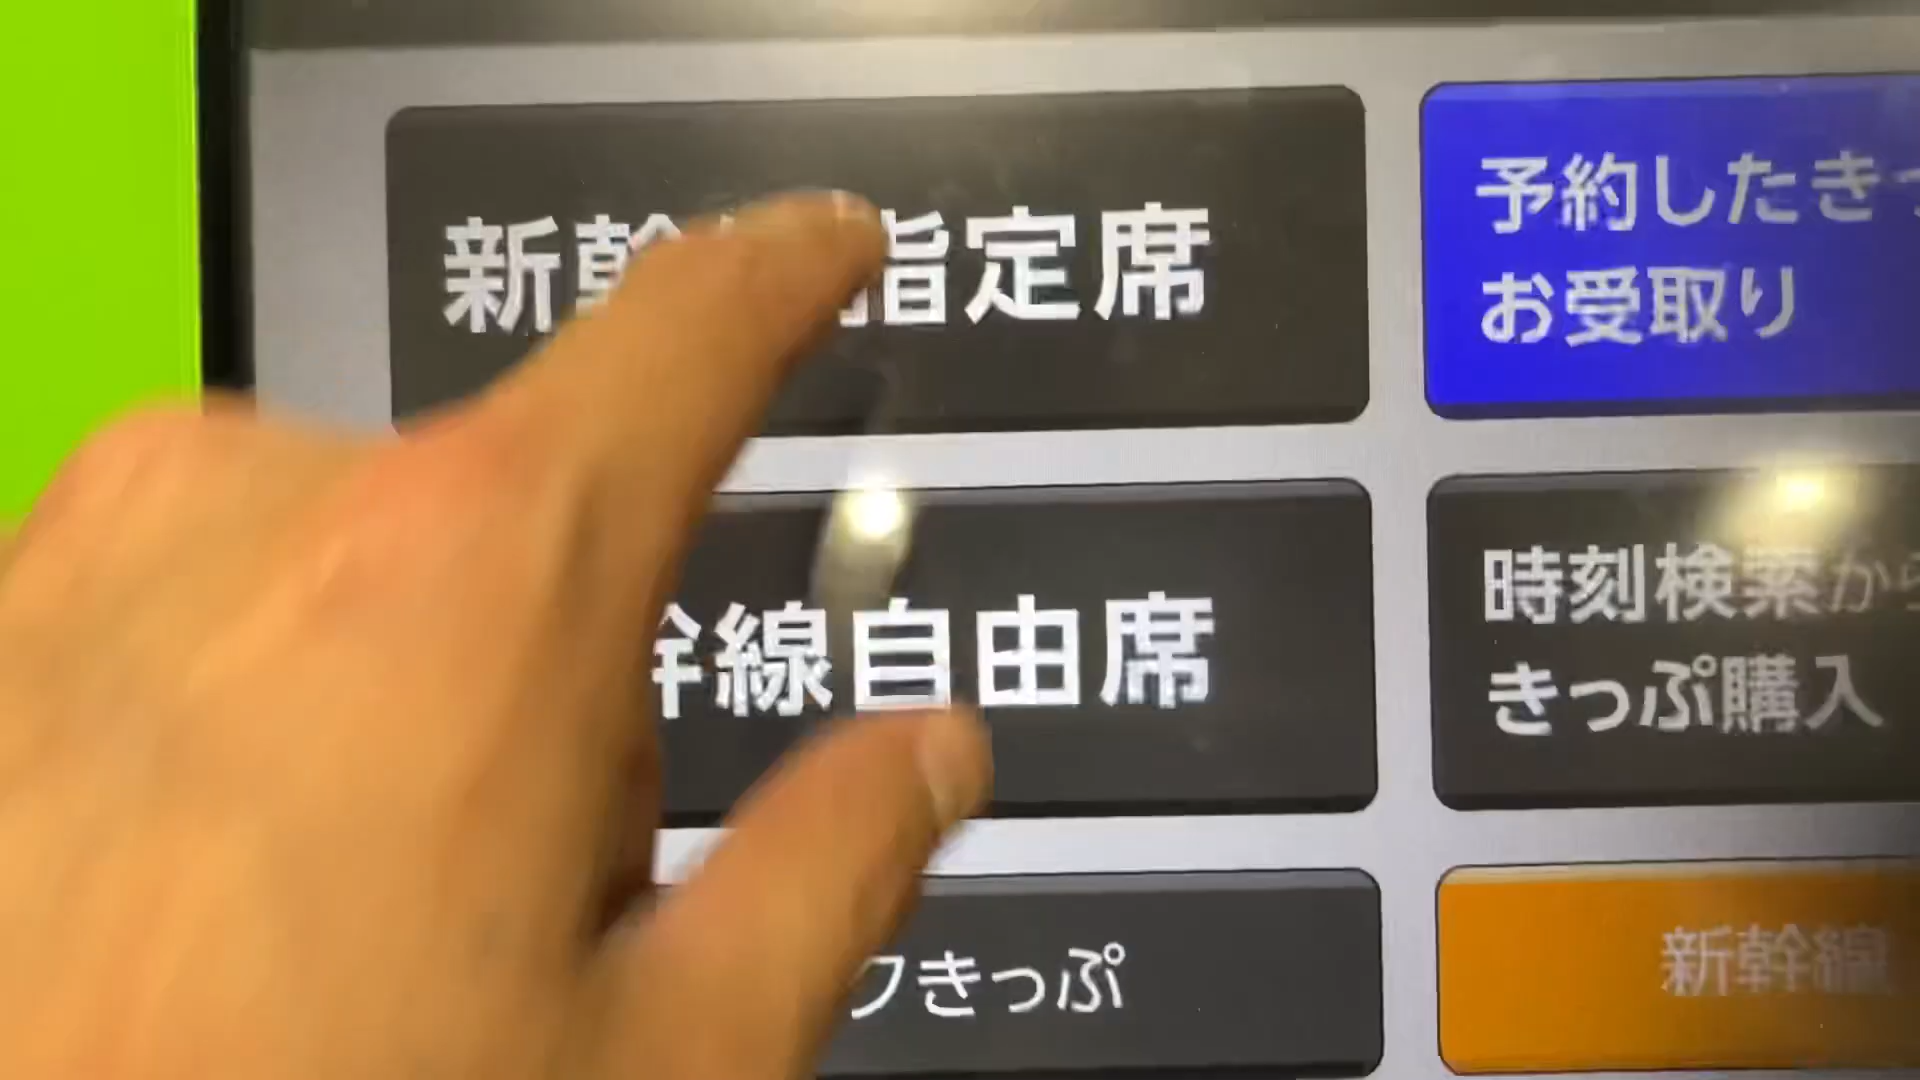 新幹 指定席
予約したき
お受取り
幹線自由席
時刻検索から
きっぷ購入
クきっぷ
新幹線